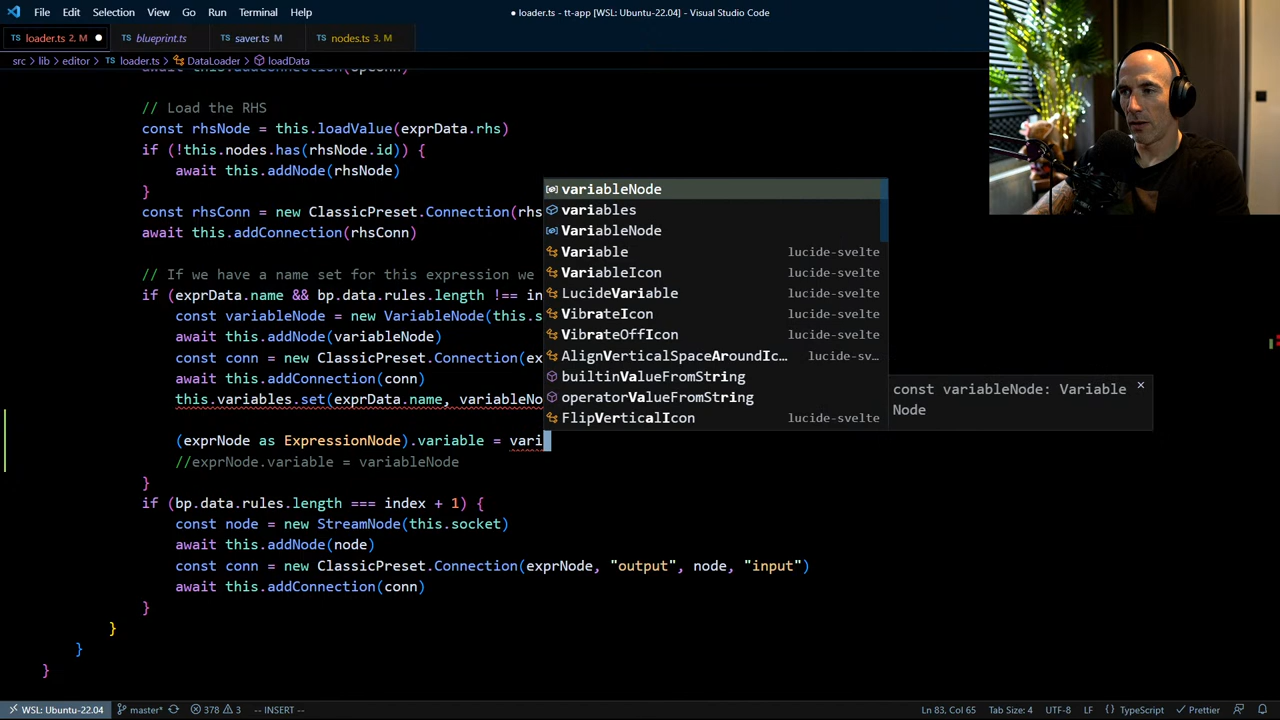 File Edit Selection View Go Run Terminal Help
● loader.ts - tt-app [WSL: Ubuntu-22.04] - Visual Studio Code
TS loader.ts 2, M ● TS blueprint.ts TS saver.ts M TS nodes.ts 3, M
src > lib > editor > TS loader.ts > DataLoader > loadData
// Load the RHS
const rhsNode = this.loadValue(exprData.rhs)
if (!this.nodes.has(rhsNode.id)) {
await this.addNode(rhsNode)
}
const rhsConn = new ClassicPreset.Connection(rhs
await this.addConnection(rhsConn)
// If we have a name set for this expression we
if (exprData.name && bp.data.rules.length !== in
const variableNode = new VariableNode(this.s
await this.addNode(variableNode)
const conn = new ClassicPreset.Connection(ex
await this.addConnection(conn)
this.variables.set(exprData.name, variableNo
(exprNode as ExpressionNode).variable = vari
//exprNode.variable = variableNode
}
if (bp.data.rules.length === index + 1) {
const node = new StreamNode(this.socket)
await this.addNode(node)
const conn = new ClassicPreset.Connection(exprNode, "output", node, "input")
await this.addConnection(conn)
}
}
}
}
variableNode
variables
VariableNode
Variable lucide-svelte
VariableIcon lucide-svelte
LucideVariable lucide-svelte
VibrateIcon lucide-svelte
VibrateOffIcon lucide-svelte
AlignVerticalSpaceAroundIc… lucide-sv…
builtinValueFromString
operatorValueFromString
FlipVerticalIcon lucide-svelte
const variableNode: Variable
Node
WSL: Ubuntu-22.04 master* 378 3 -- INSERT -- Ln 83, Col 65 Tab Size: 4 UTF-8 LF {} TypeScript Prettier